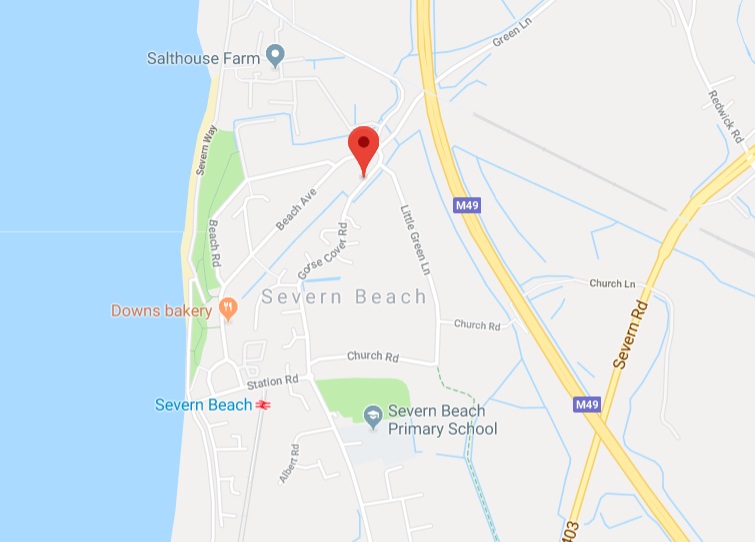 Green Ln
Salthouse Farm
Redwick Rd
Severn Way
M49
Beach Ave
Little Green Ln
Beach Rd
Gorse Cover Rd
Church Ln
Severn Beach
Downs bakery
Church Rd
Severn Rd
Church Rd
Station Rd
Severn Beach
M49
Severn Beach
Primary School
Albert Rd
403